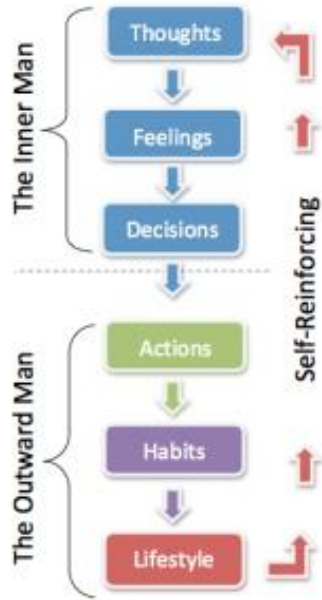 The Inner Man
Thoughts
Feelings
Decisions
Self-Reinforcing
The Outward Man
Actions
Habits
Lifestyle